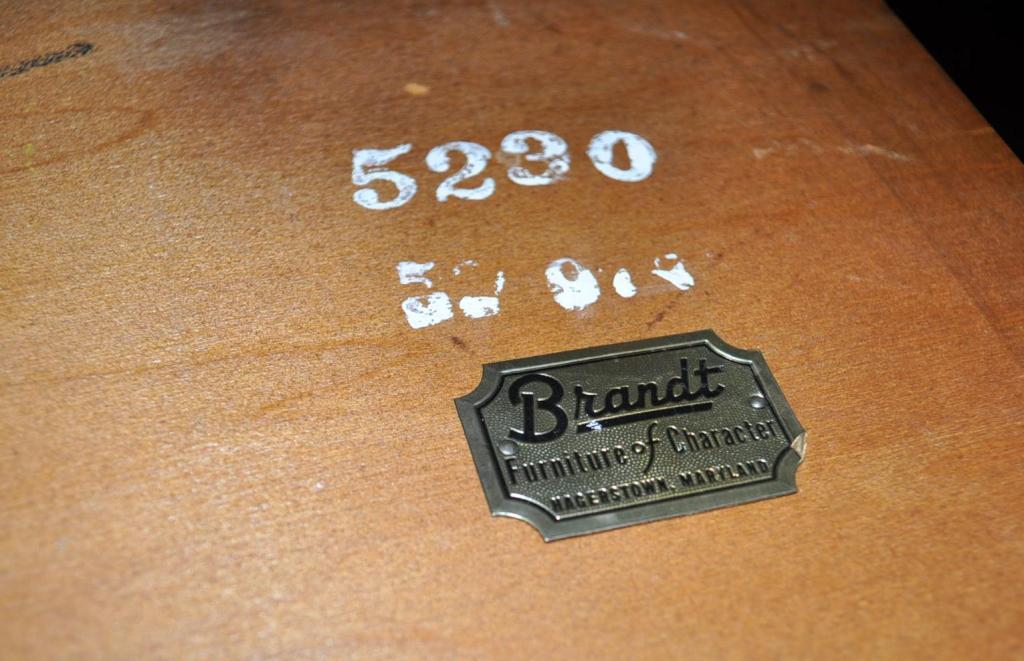 5230
Brandt
Furniture of Character
HAGERSTOWN, MARYLAND